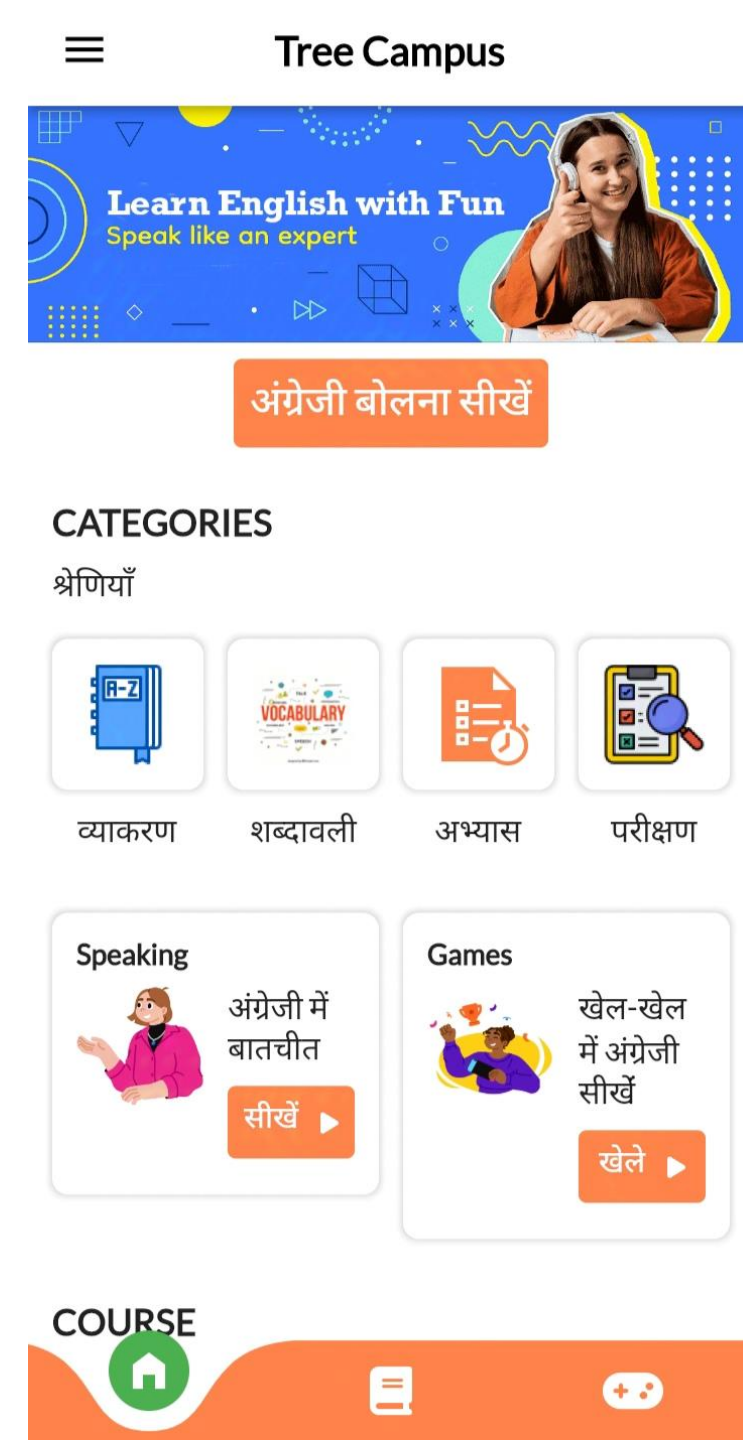 Tree Campus
Learn English with Fun
Speak like an expert
अंग्रेजी बोलना सीखें
CATEGORIES
श्रेणियाँ
A-Z
VOCABULARY
व्याकरण
शब्दावली
अभ्यास
परीक्षण
Speaking
अंग्रेजी में
बातचीत
सीखें
Games
खेल-खेल
में अंग्रेजी
सीखें
खेले
COURSE